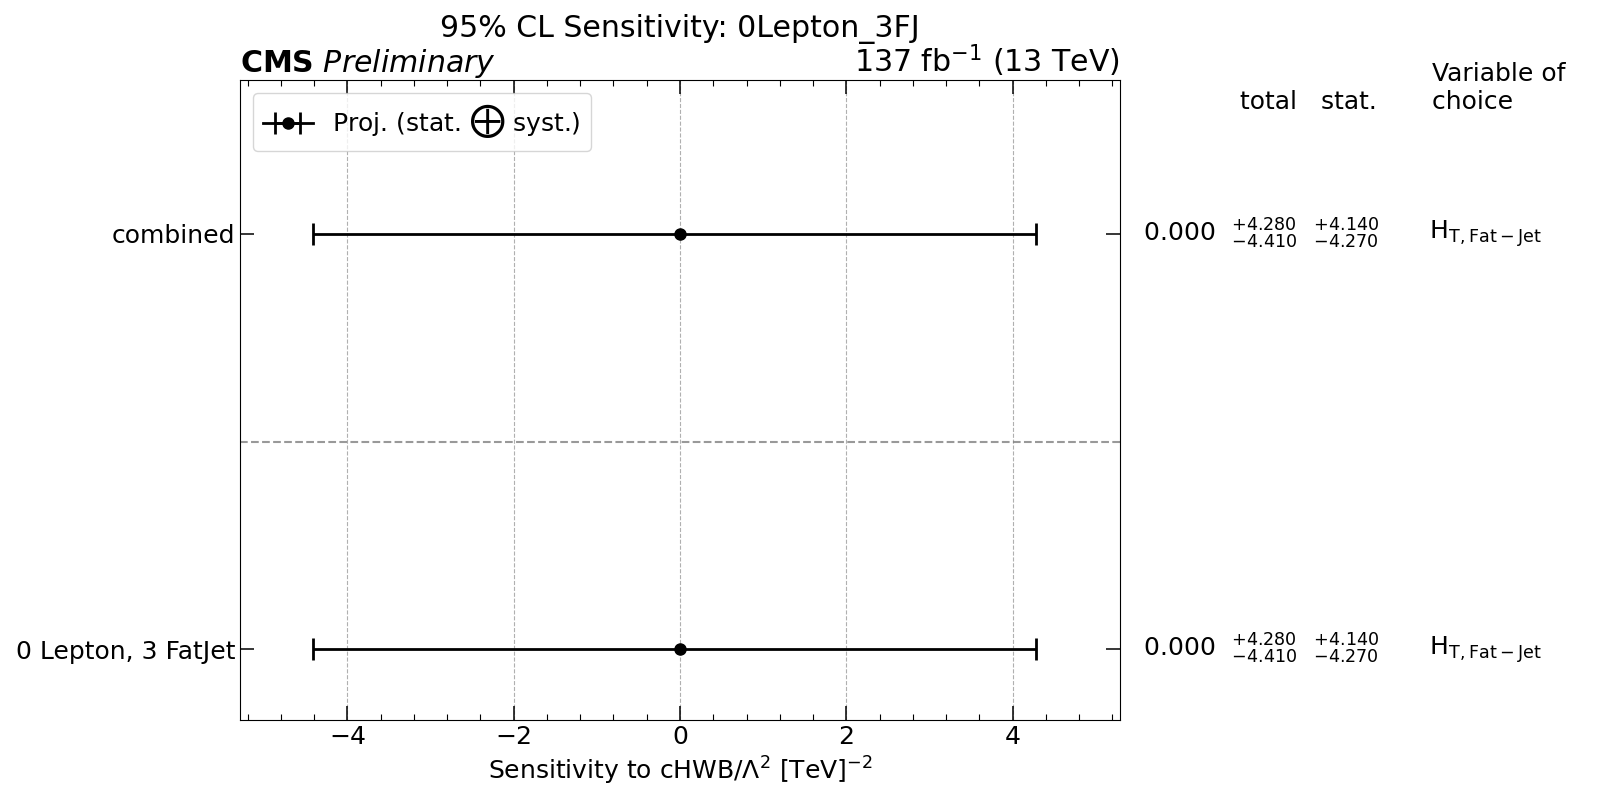 95% CL Sensitivity: 0Lepton_3FJ
CMS Preliminary 137 fb⁻¹ (13 TeV)
total stat. Variable of
choice
Proj. (stat. ⊕ syst.)
combined 0.000 +4.280 −4.410 +4.140 −4.270 H_T, Fat−Jet
0 Lepton, 3 FatJet 0.000 +4.280 −4.410 +4.140 −4.270 H_T, Fat−Jet
−4 −2 0 2 4
Sensitivity to cHWB/Λ² [TeV]⁻²